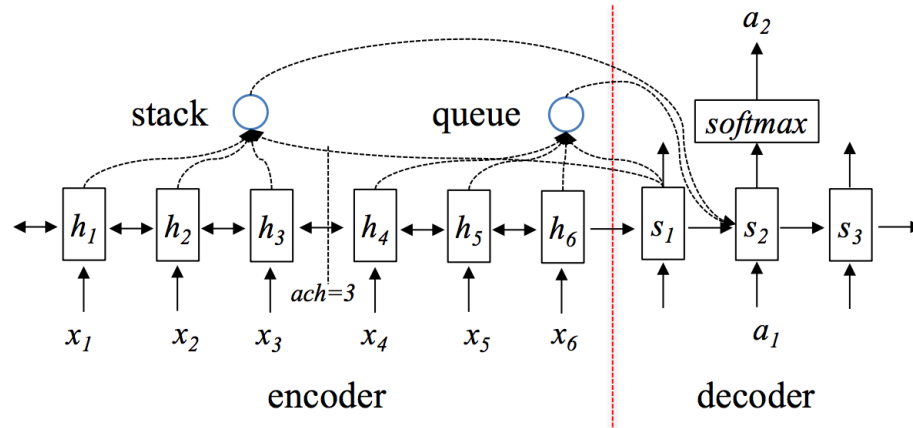 a2
stack
queue
softmax
h1 h2 h3 h4 h5 h6 s1 s2 s3
ach=3
x1 x2 x3 x4 x5 x6 a1
encoder decoder